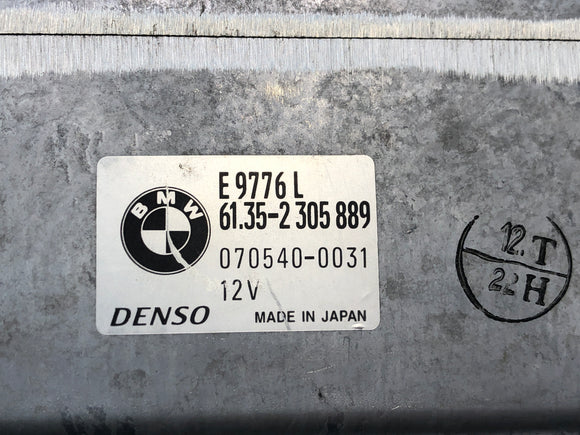 BMW
E 9776 L
61.35-2 305 889
070540-0031
12V
DENSO
MADE IN JAPAN
12.T
22H